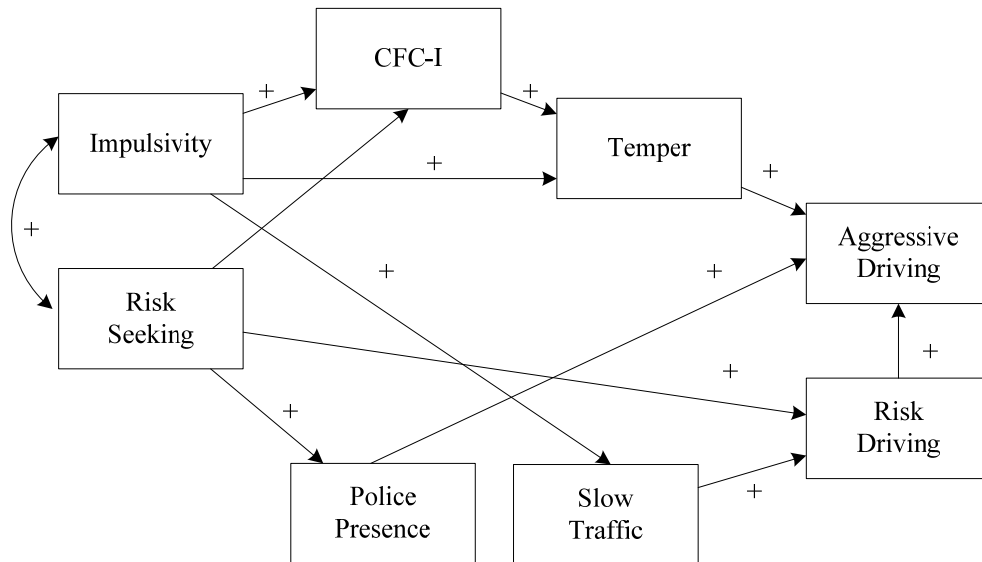 CFC-I
+
+
Impulsivity
Temper
+
+
+
Aggressive
Driving
+
+
Risk
Seeking
+
+
+
Risk
Driving
Police
Presence
Slow
Traffic
+